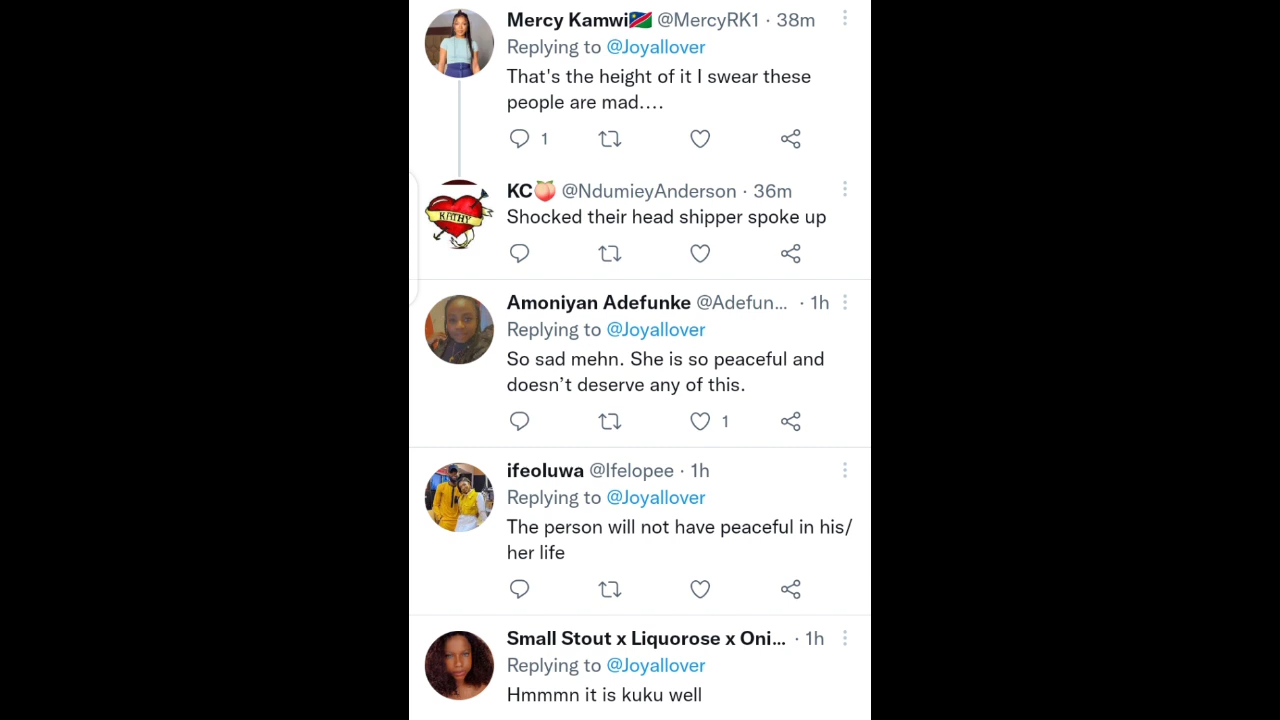 Mercy Kamwi🇳🇦 @MercyRK1 · 38m
Replying to @Joyallover
That's the height of it I swear these
people are mad....
1
KC🍑 @NdumieyAnderson · 36m
KATHY
Shocked their head shipper spoke up
Amoniyan Adefunke @Adefun... · 1h
Replying to @Joyallover
So sad mehn. She is so peaceful and
doesn’t deserve any of this.
1
ifeoluwa @Ifelopee · 1h
Replying to @Joyallover
The person will not have peaceful in his/
her life
Small Stout x Liquorose x Oni... · 1h
Replying to @Joyallover
Hmmmn it is kuku well